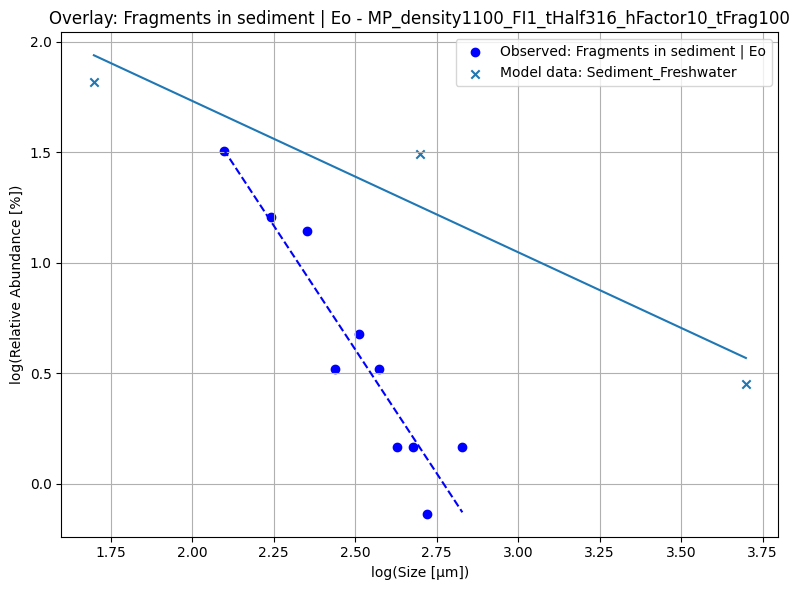 Overlay: Fragments in sediment | Eo - MP_density1100_FI1_tHalf316_hFactor10_tFrag100
Observed: Fragments in sediment | Eo
Model data: Sediment_Freshwater
log(Relative Abundance [%])
2.0
1.5
1.0
0.5
0.0
1.75 2.00 2.25 2.50 2.75 3.00 3.25 3.50 3.75
log(Size [μm])